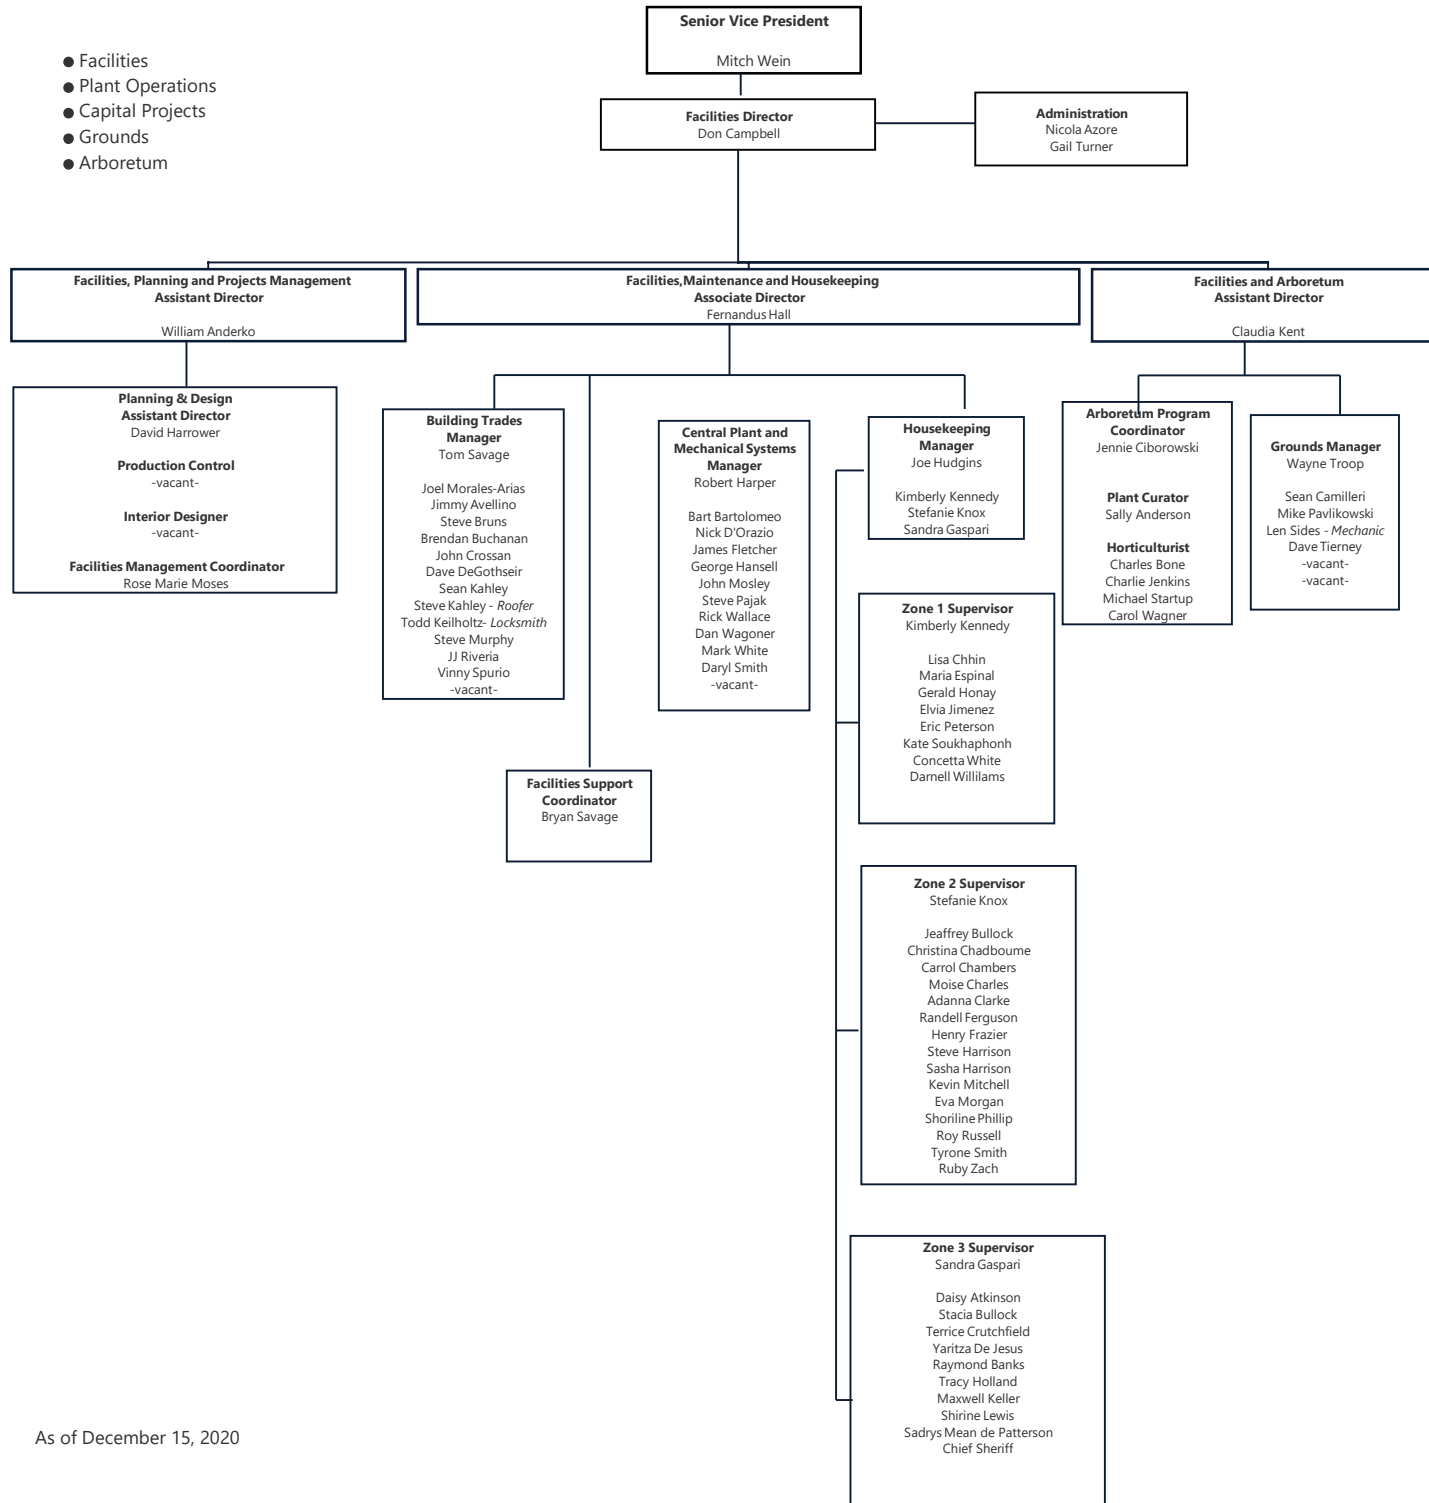 Senior Vice President
Mitch Wein
● Facilities
● Plant Operations
● Capital Projects
● Grounds
● Arboretum
Facilities Director
Don Campbell
Administration
Nicola Azore
Gail Turner
Facilities, Planning and Projects Management
Assistant Director
William Anderko
Facilities,Maintenance and Housekeeping
Associate Director
Fernandus Hall
Facilities and Arboretum
Assistant Director
Claudia Kent
Planning & Design
Assistant Director
David Harrower
Production Control
-vacant-
Interior Designer
-vacant-
Facilities Management Coordinator
Rose Marie Moses
Building Trades
Manager
Tom Savage
Joel Morales-Arias
Jimmy Avellino
Steve Bruns
Brendan Buchanan
John Crossan
Dave DeGothseir
Sean Kahley
Steve Kahley - Roofer
Todd Keilholtz- Locksmith
Steve Murphy
JJ Riveria
Vinny Spurio
-vacant-
Facilities Support
Coordinator
Bryan Savage
Central Plant and
Mechanical Systems
Manager
Robert Harper
Bart Bartolomeo
Nick D'Orazio
James Fletcher
George Hansell
John Mosley
Steve Pajak
Rick Wallace
Dan Wagoner
Mark White
Daryl Smith
-vacant-
Housekeeping
Manager
Joe Hudgins
Kimberly Kennedy
Stefanie Knox
Sandra Gaspari
Zone 1 Supervisor
Kimberly Kennedy
Lisa Chhin
Maria Espinal
Gerald Honay
Elvia Jimenez
Eric Peterson
Kate Soukhaphonh
Concetta White
Darnell Willilams
Zone 2 Supervisor
Stefanie Knox
Jeaffrey Bullock
Christina Chadboume
Carrol Chambers
Moise Charles
Adanna Clarke
Randell Ferguson
Henry Frazier
Steve Harrison
Sasha Harrison
Kevin Mitchell
Eva Morgan
Shoriline Phillip
Roy Russell
Tyrone Smith
Ruby Zach
Zone 3 Supervisor
Sandra Gaspari
Daisy Atkinson
Stacia Bullock
Terrice Crutchfield
Yaritza De Jesus
Raymond Banks
Tracy Holland
Maxwell Keller
Shirine Lewis
Sadrys Mean de Patterson
Chief Sheriff
Arboretum Program
Coordinator
Jennie Ciborowski
Plant Curator
Sally Anderson
Horticulturist
Charles Bone
Charlie Jenkins
Michael Startup
Carol Wagner
Grounds Manager
Wayne Troop
Sean Camilleri
Mike Pavlikowski
Len Sides - Mechanic
Dave Tierney
-vacant-
-vacant-
As of December 15, 2020